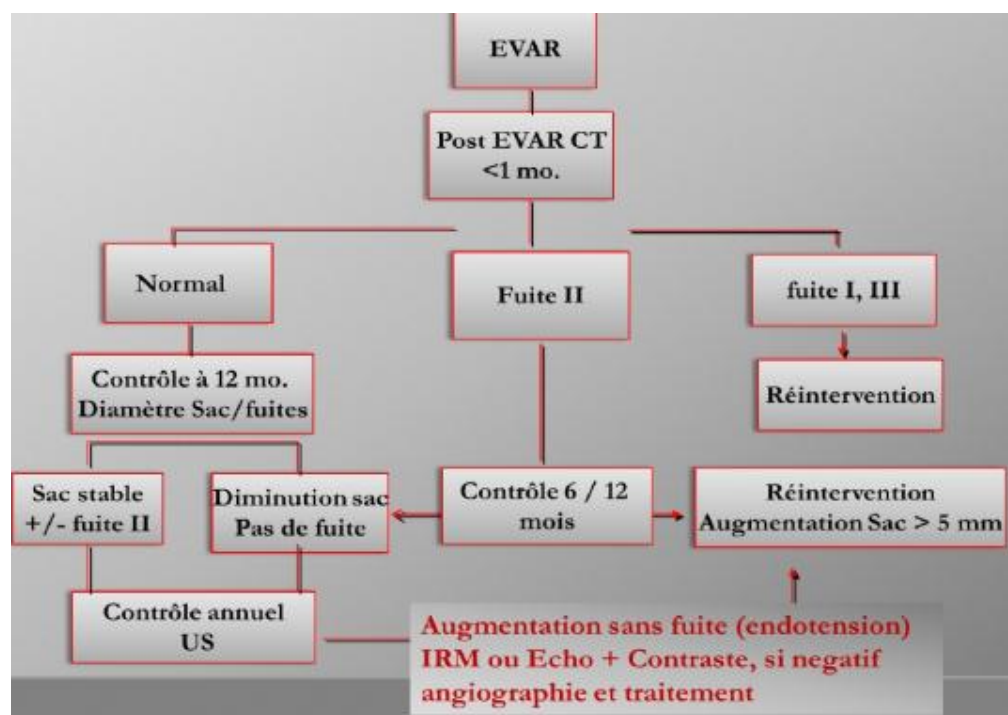 EVAR
Post EVAR CT
<1 mo.
Normal
Fuite II
fuite I, III
Contrôle à 12 mo.
Diamètre Sac/fuites
Réintervention
Sac stable
+/- fuite II
Diminution sac
Pas de fuite
Contrôle 6 / 12
mois
Réintervention
Augmentation Sac > 5 mm
Contrôle annuel
US
Augmentation sans fuite (endotension)
IRM ou Echo + Contraste, si negatif
angiographie et traitement